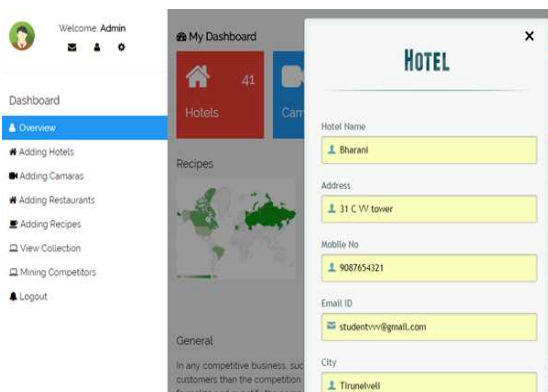 Welcome, Admin
Dashboard
Overview
Adding Hotels
Adding Camaras
Adding Restaurants
Adding Recipes
View Collection
Mining Competitors
Logout
My Dashboard
41
Hotels
Cam
Recipes
General
In any competitive business, suc
customers than the competition
HOTEL
Hotel Name
Bharani
Address
31 C VV tower
Mobile No
9087654321
Email ID
studentvvv@gmail.com
City
Tirunelveli